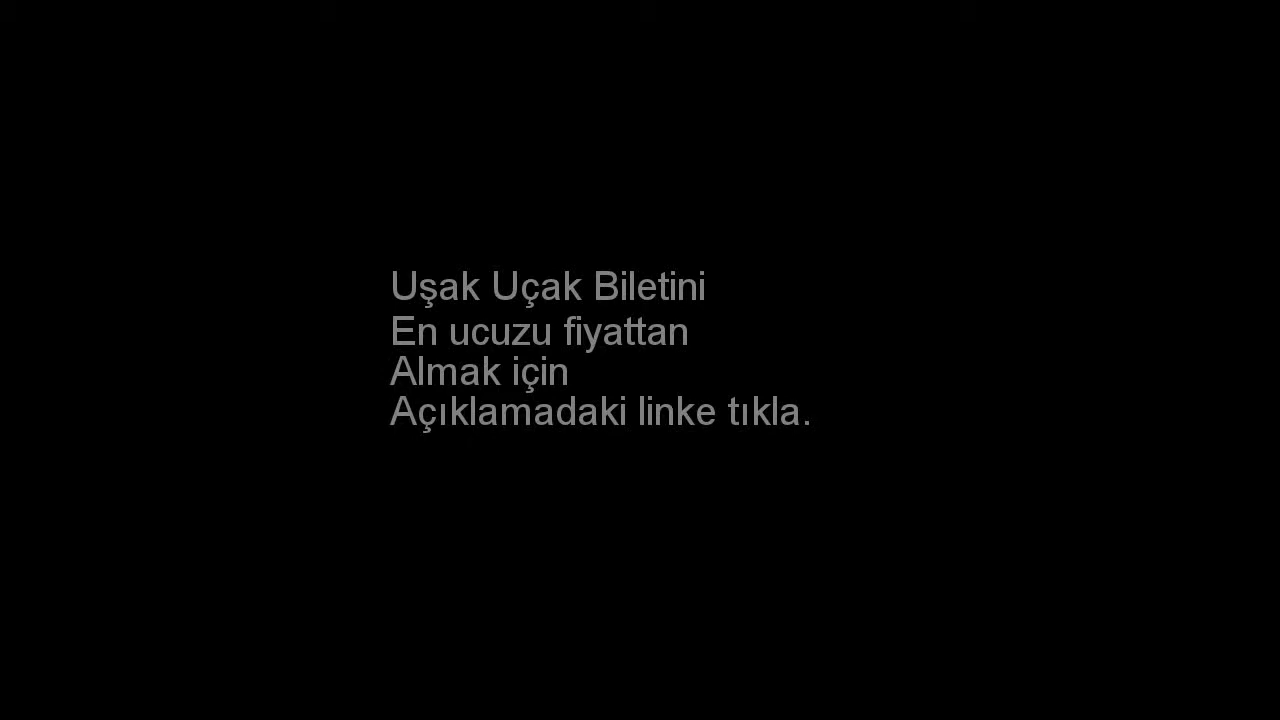 Uşak Uçak Biletini
En ucuzu fiyattan
Almak için
Açıklamadaki linke tıkla.